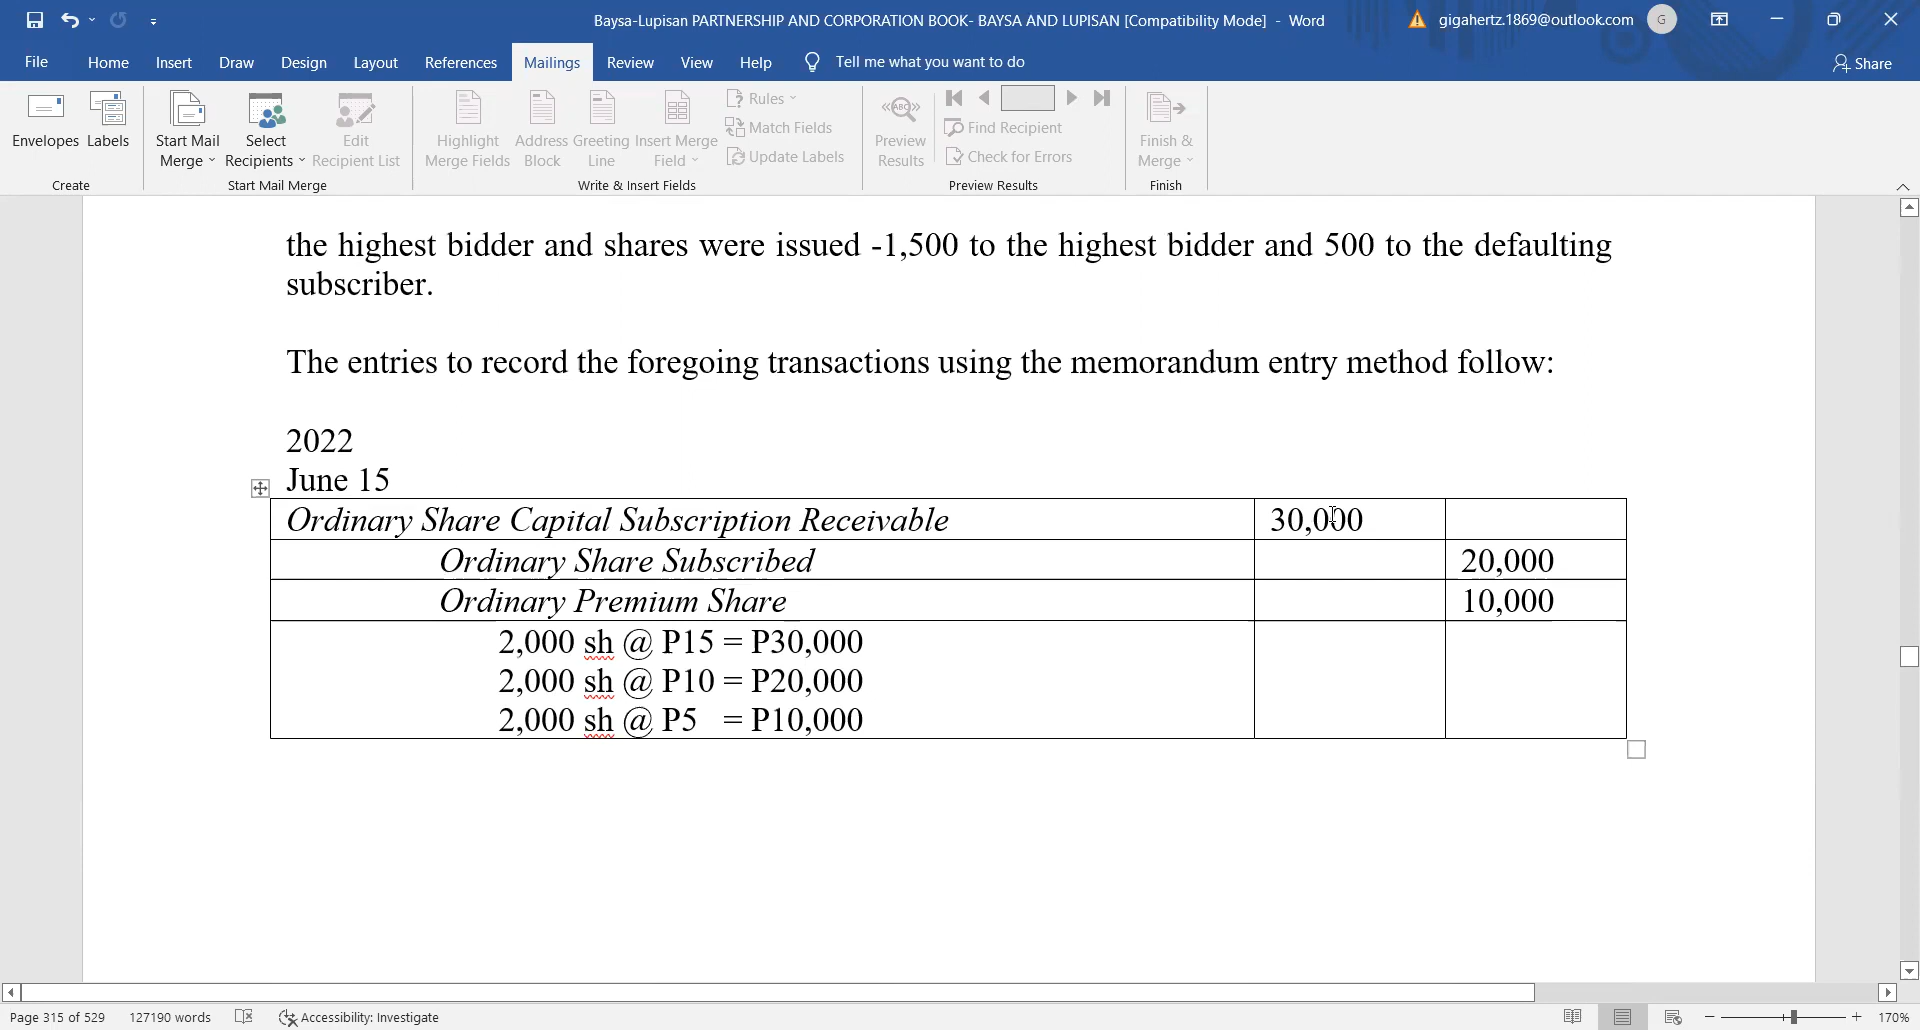 Baysa-Lupisan PARTNERSHIP AND CORPORATION BOOK- BAYSA AND LUPISAN [Compatibility Mode] - Word
gigahertz.1869@outlook.com
G
File
Home
Insert
Draw
Design
Layout
References
Mailings
Review
View
Help
Tell me what you want to do
Share
Envelopes
Labels
Create
Start Mail
Merge
Select
Recipients
Edit
Recipient List
Start Mail Merge
Highlight
Merge Fields
Address
Block
Greeting
Line
Insert Merge
Field
Rules
Match Fields
Update Labels
Write & Insert Fields
ABC
Preview
Results
Find Recipient
Check for Errors
Preview Results
Finish &
Merge
Finish
the highest bidder and shares were issued -1,500 to the highest bidder and 500 to the defaulting
subscriber.
The entries to record the foregoing transactions using the memorandum entry method follow:
2022
June 15
Ordinary Share Capital Subscription Receivable 30,000
Ordinary Share Subscribed 20,000
Ordinary Premium Share 10,000
2,000 sh @ P15 = P30,000
2,000 sh @ P10 = P20,000
2,000 sh @ P5 = P10,000
Page 315 of 529
127190 words
Accessibility: Investigate
170%